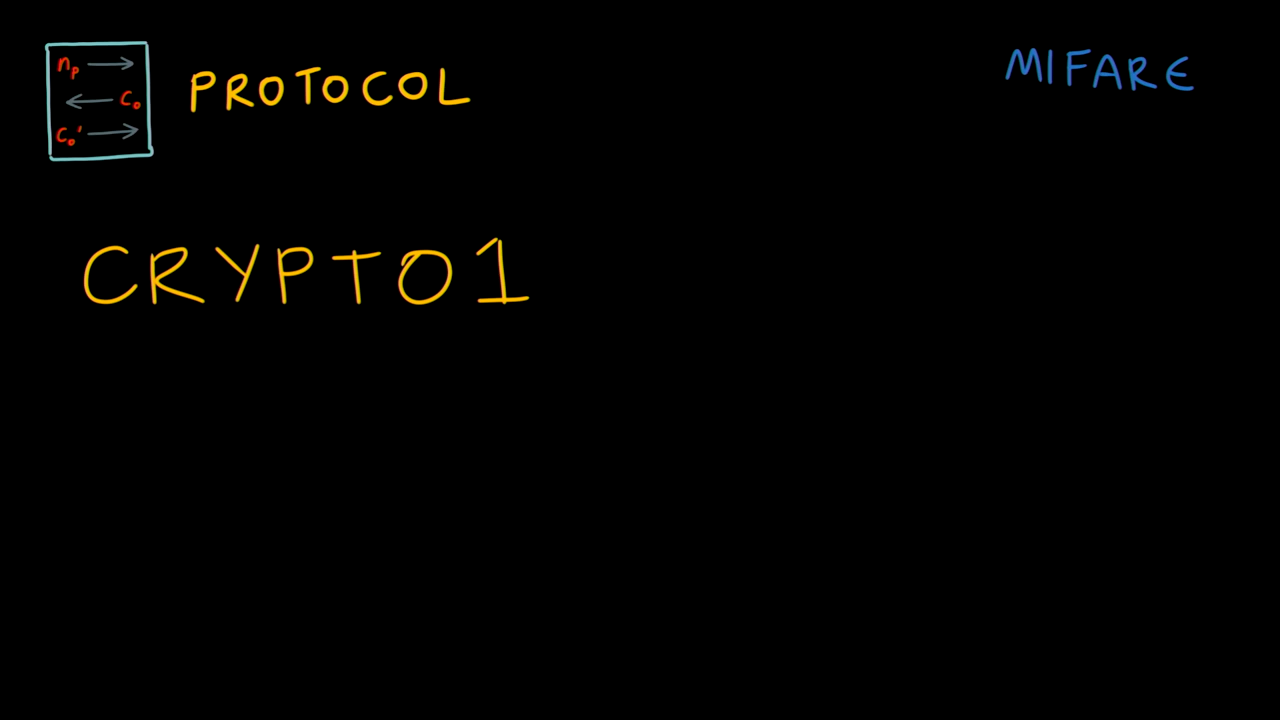 n_p → PROTOCOL MIFARE
← c_0
c_0' →
CRYPTO1